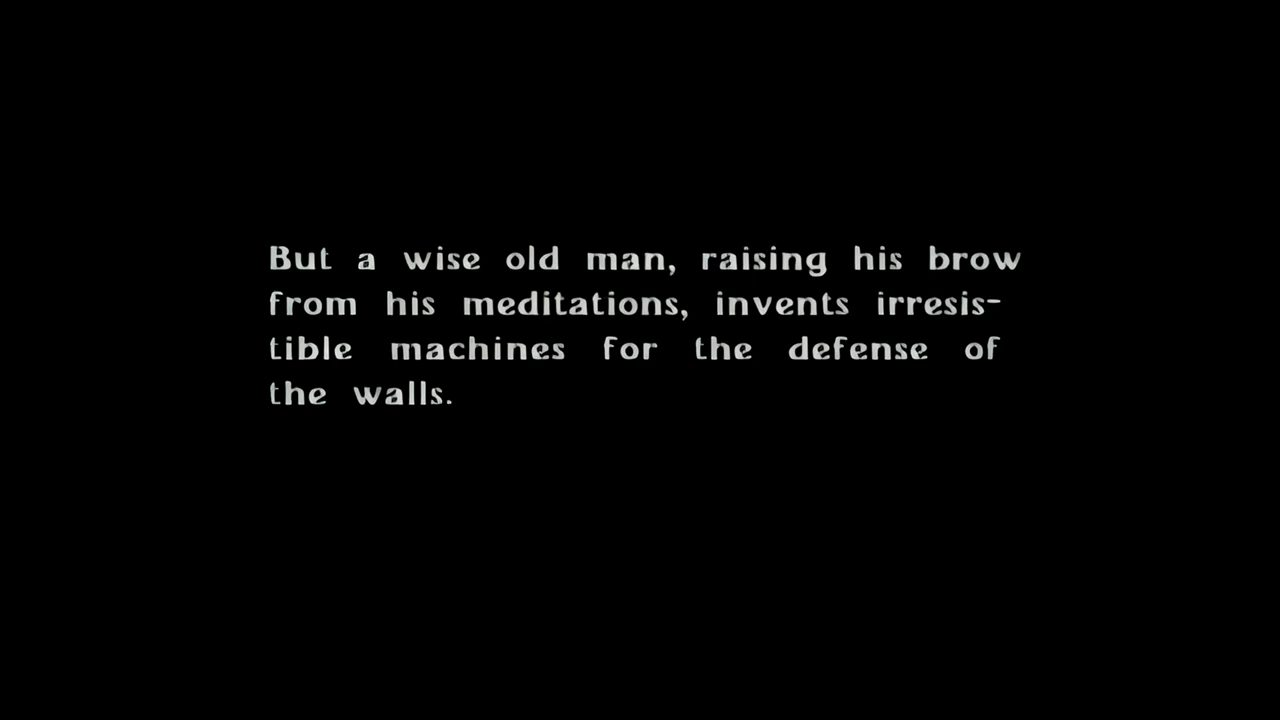 But a wise old man, raising his brow
from his meditations, invents irresis-
tible machines for the defense of
the walls.